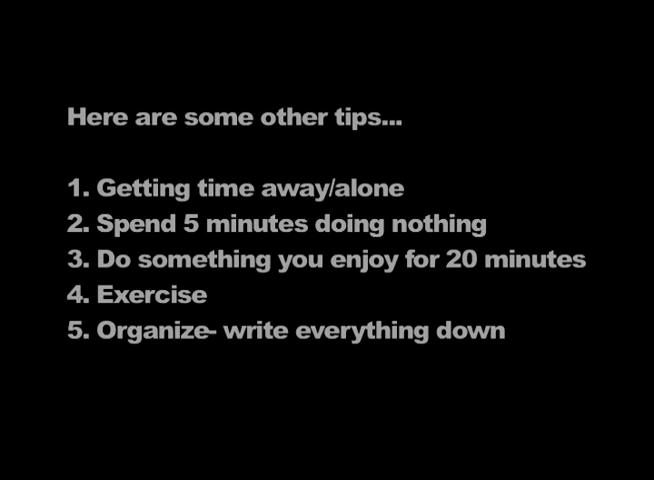 Here are some other tips...
1. Getting time away/alone
2. Spend 5 minutes doing nothing
3. Do something you enjoy for 20 minutes
4. Exercise
5. Organize- write everything down